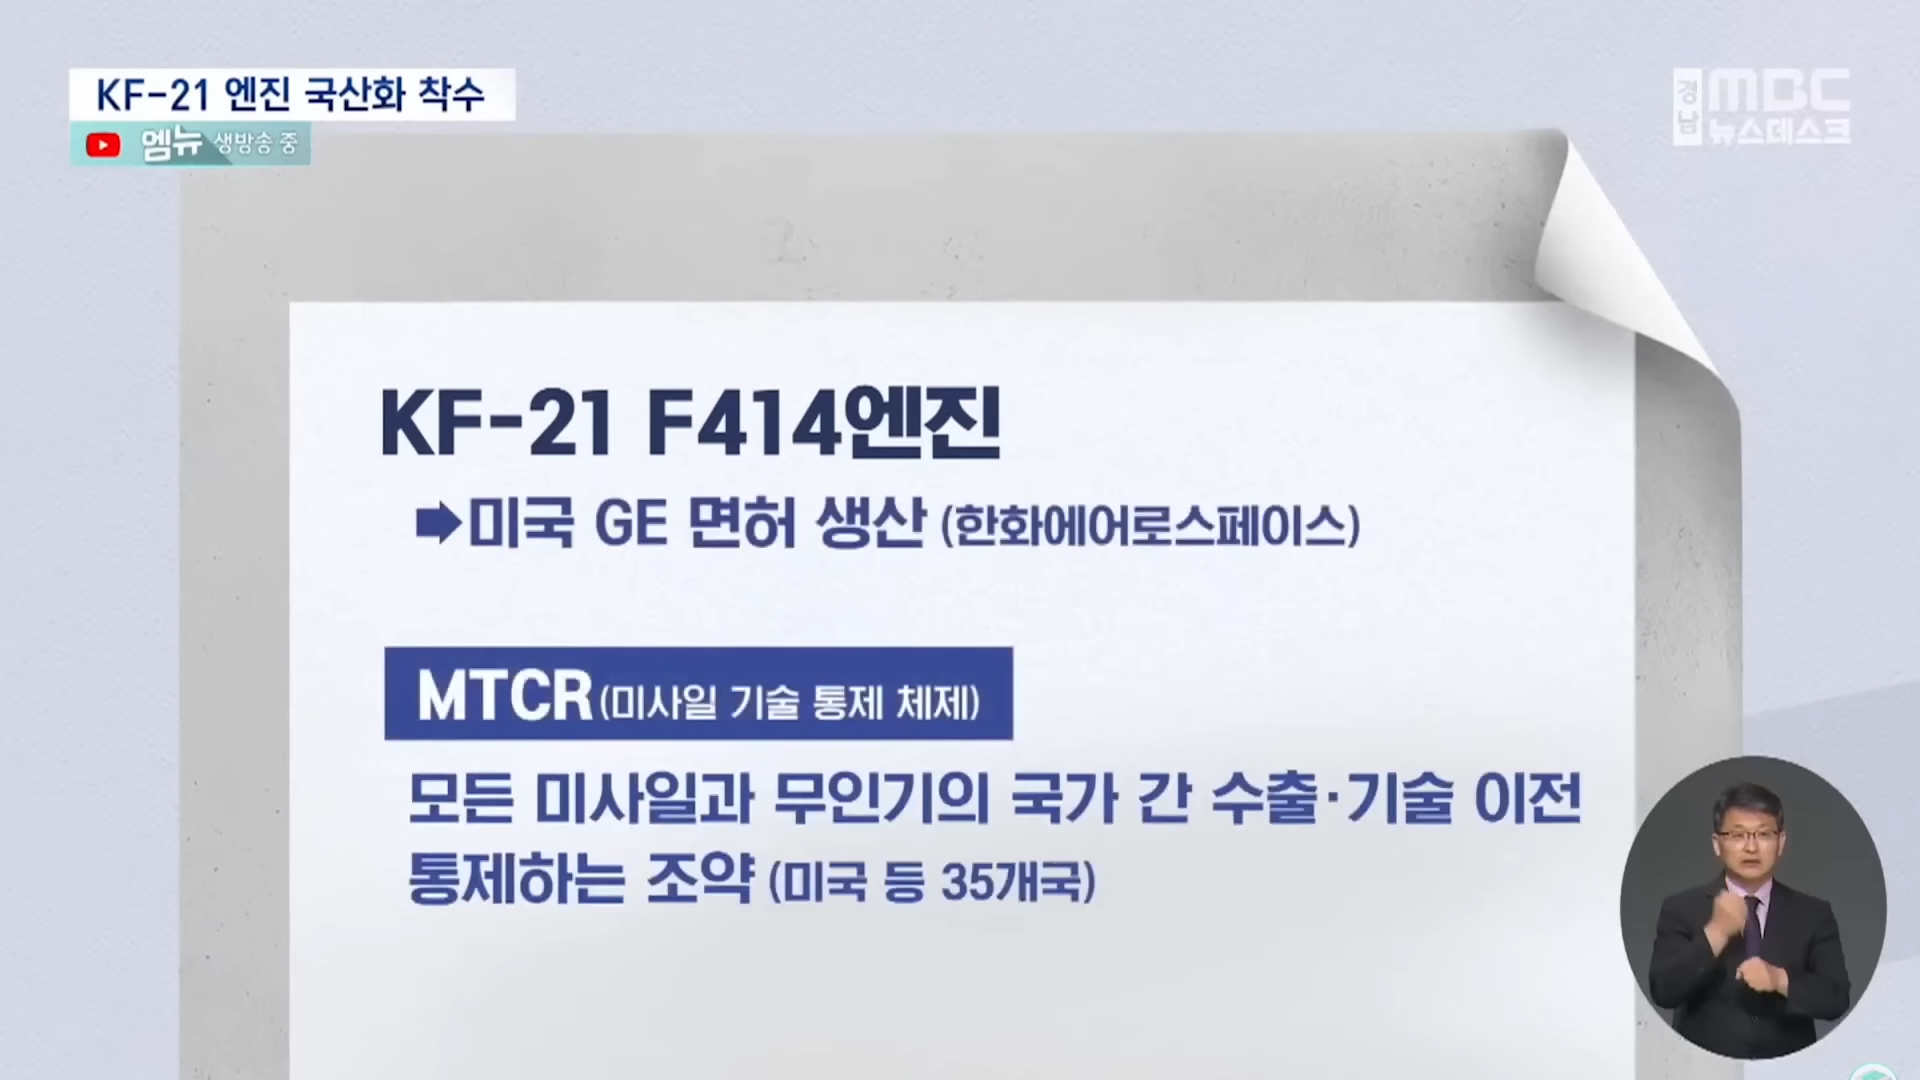 KF-21 엔진 국산화 착수
엠뉴 생방송 중
경남 MBC 뉴스데스크
KF-21 F414엔진
➡미국 GE 면허 생산 (한화에어로스페이스)
MTCR(미사일 기술 통제 체제)
모든 미사일과 무인기의 국가 간 수출·기술 이전
통제하는 조약 (미국 등 35개국)